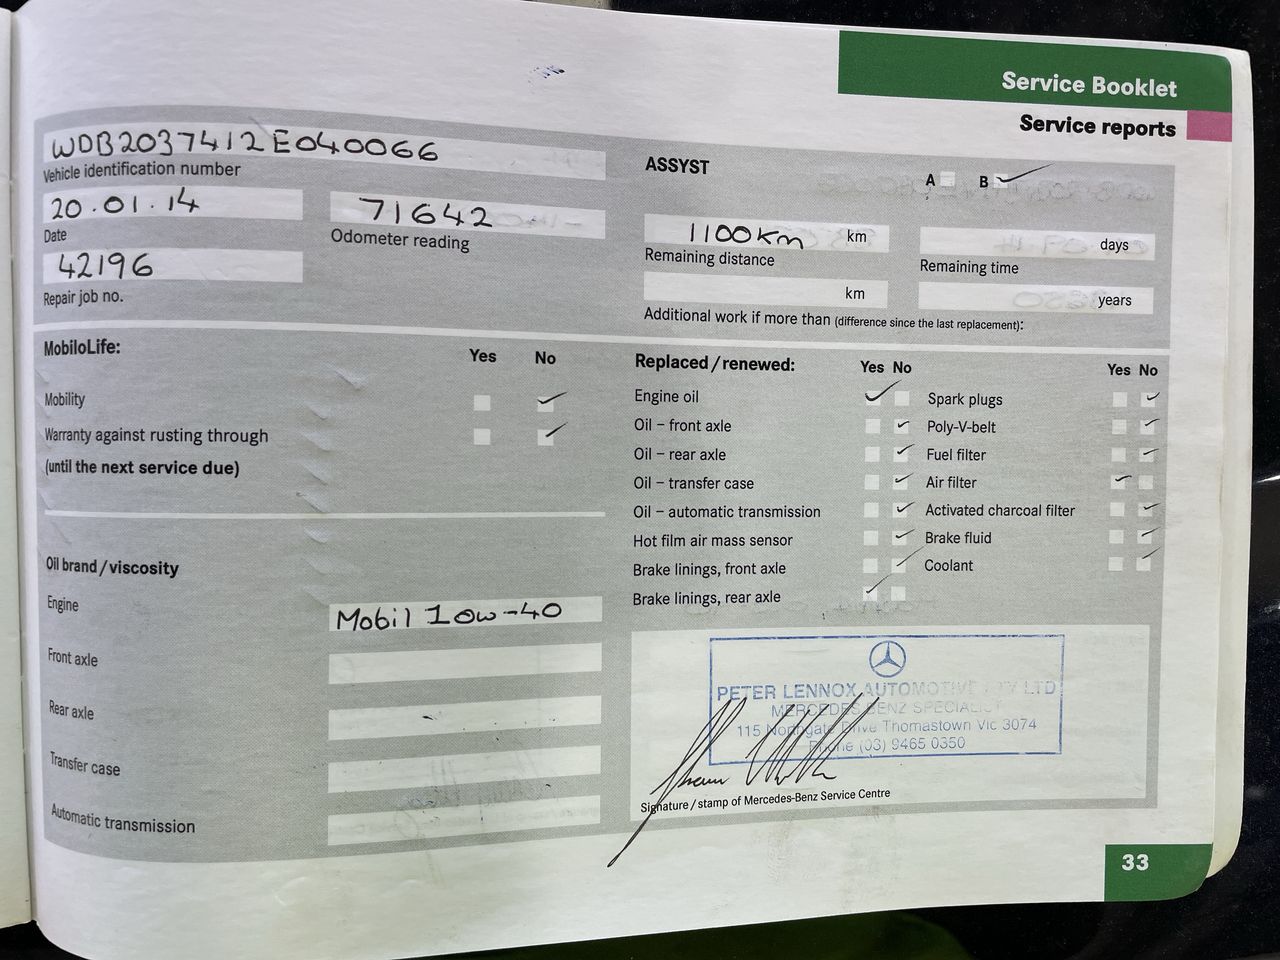 Service Booklet
Service reports
WDB2037412E040066
Vehicle identification number
20.01.14
Date
71642
Odometer reading
42196
Repair job no.
ASSYST
A B
1100km km
Remaining distance
days
Remaining time
km
years
Additional work if more than (difference since the last replacement):
MobiloLife:
Yes No
Mobility
Warranty against rusting through
(until the next service due)
Oil brand/viscosity
Engine
Mobil 10w-40
Front axle
Rear axle
Transfer case
Automatic transmission
Replaced/renewed:
Yes No
Engine oil
Oil – front axle
Oil – rear axle
Oil – transfer case
Oil – automatic transmission
Hot film air mass sensor
Brake linings, front axle
Brake linings, rear axle
Yes No
Spark plugs
Poly-V-belt
Fuel filter
Air filter
Activated charcoal filter
Brake fluid
Coolant
PETER LENNOX AUTOMOTIVE PTY LTD
MERCEDES BENZ SPECIALIST
115 Northgate Drive Thomastown Vic 3074
Phone (03) 9465 0350
Signature/stamp of Mercedes-Benz Service Centre
33